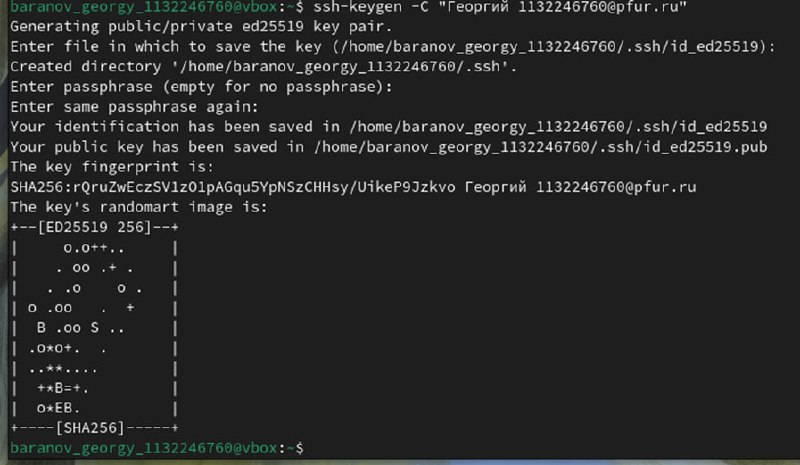 baranov_georgy_1132246760@vbox:~$ ssh-keygen -C "Георгий 1132246760@pfur.ru"
Generating public/private ed25519 key pair.
Enter file in which to save the key (/home/baranov_georgy_1132246760/.ssh/id_ed25519):
Created directory '/home/baranov_georgy_1132246760/.ssh'.
Enter passphrase (empty for no passphrase):
Enter same passphrase again:
Your identification has been saved in /home/baranov_georgy_1132246760/.ssh/id_ed25519
Your public key has been saved in /home/baranov_georgy_1132246760/.ssh/id_ed25519.pub
The key fingerprint is:
SHA256:rQruZwEczSV1zO1pAGqu5YpNSzCHHsy/UikeP9Jzkvo Георгий 1132246760@pfur.ru
The key's randomart image is:
+--[ED25519 256]--+
|     o.o++..     |
|    . oo .+ .    |
|   . .o    o .   |
| o .oo   .  +    |
|  B .oo S ..     |
| .o*o+.  .       |
| ..**....        |
|  +*B=+.         |
|  o*EB.          |
+----[SHA256]-----+
baranov_georgy_1132246760@vbox:~$